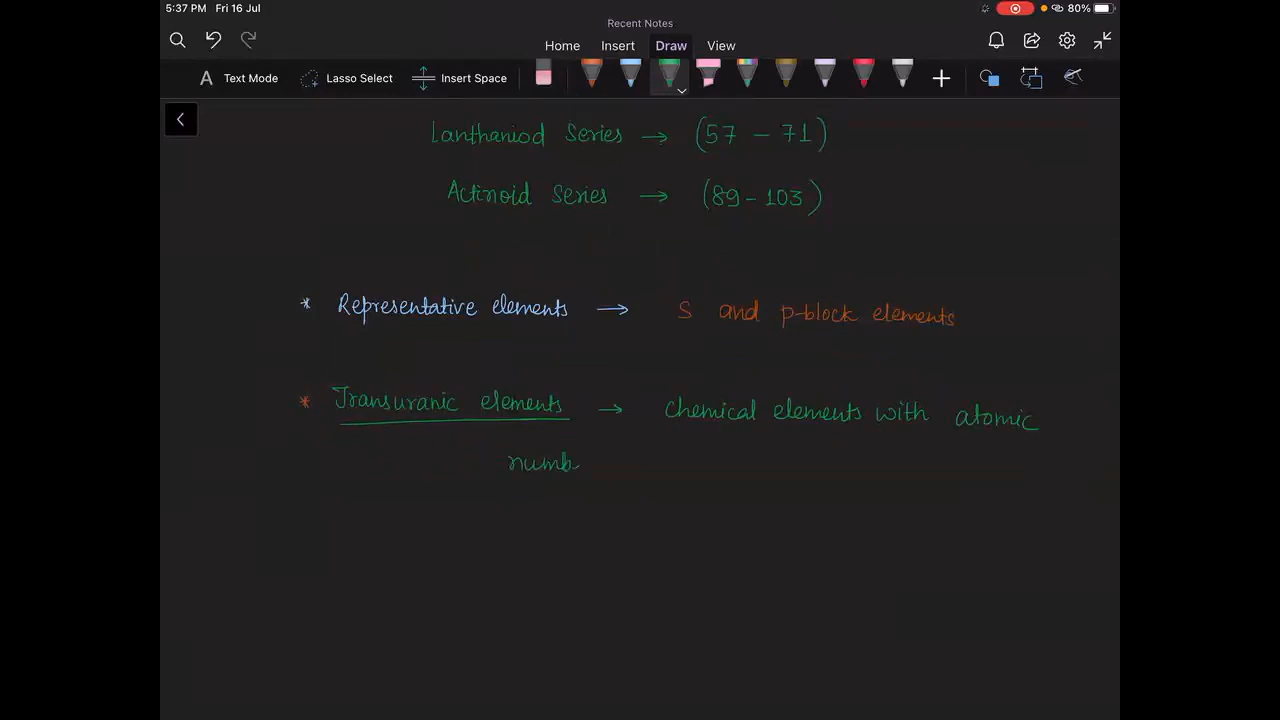 5:37 PM Fri 16 Jul
80%
Recent Notes
Home Insert Draw View
Text Mode Lasso Select Insert Space
Lanthaniod Series → (57 – 71)
Actinoid Series → (89 – 103)
* Representative elements → S and p-block elements
* Transuranic elements → Chemical elements with atomic
numb